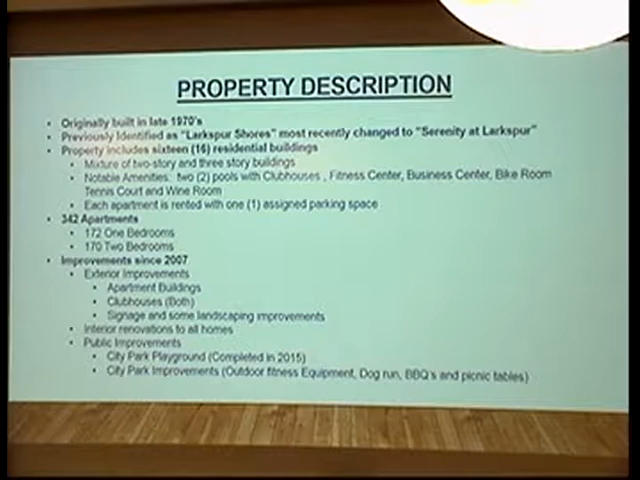 PROPERTY DESCRIPTION
• Originally built in late 1970's
• Previously Identified as "Larkspur Shores" most recently changed to "Serenity at Larkspur"
• Property includes sixteen (16) residential buildings
• Mixture of two-story and three story buildings
• Notable Amenities: two (2) pools with Clubhouses , Fitness Center, Business Center, Bike Room
Tennis Court and Wine Room
• Each apartment is rented with one (1) assigned parking space
• 342 Apartments
• 172 One Bedrooms
• 170 Two Bedrooms
• Improvements since 2007
• Exterior Improvements
• Apartment Buildings
• Clubhouses (Both)
• Signage and some landscaping improvements
• Interior renovations to all homes
• Public Improvements
• City Park Playground (Completed in 2015)
• City Park Improvements (Outdoor fitness Equipment, Dog run, BBQ's and picnic tables)